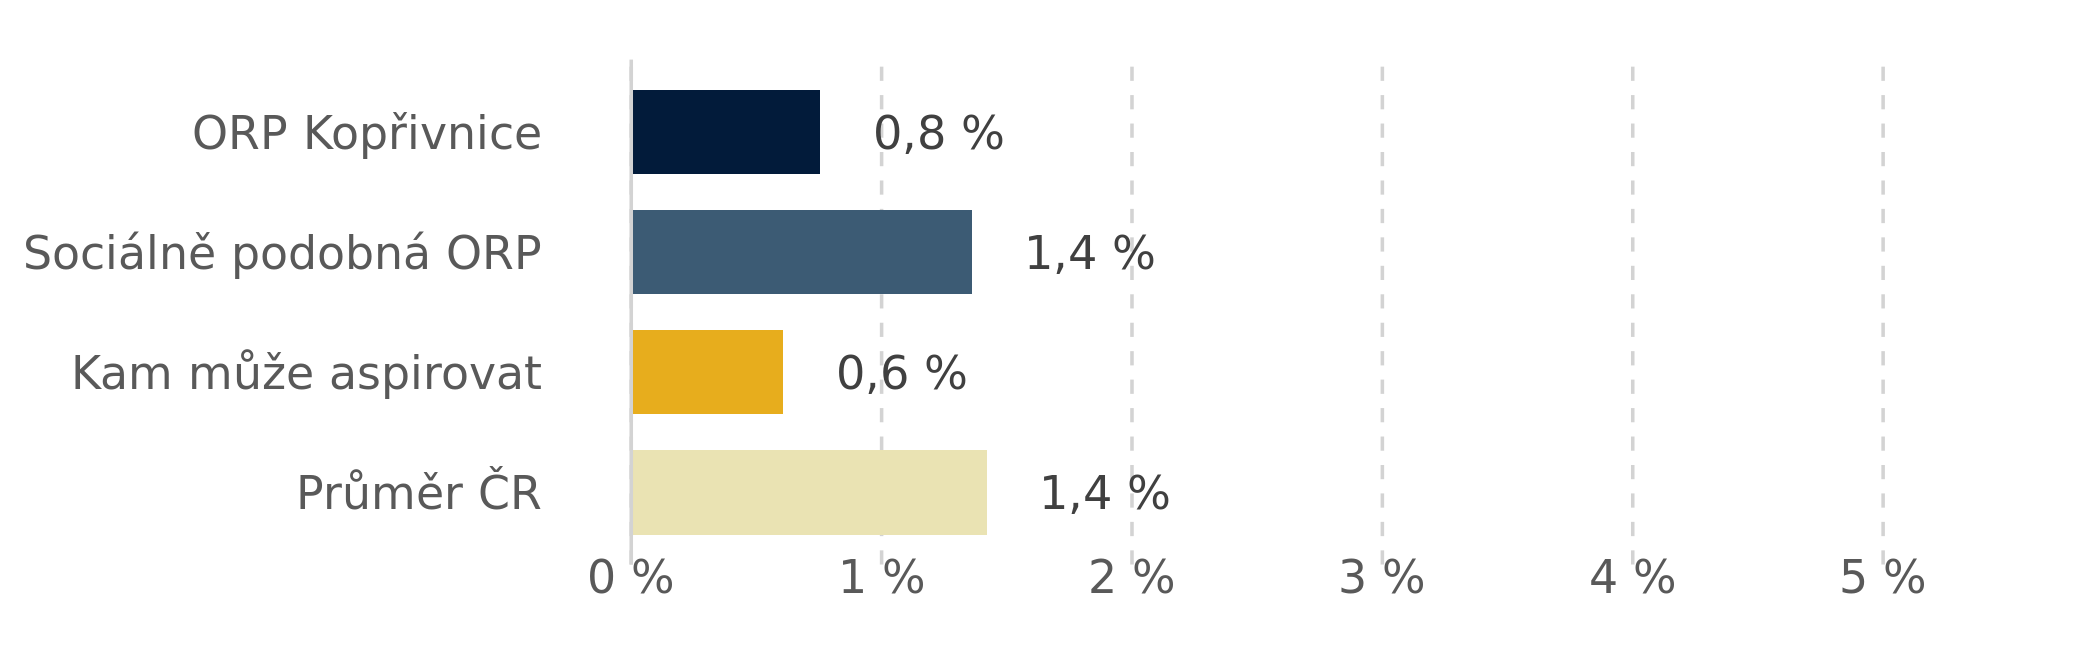 ORP Kopřivnice
0,8 %
Sociálně podobná ORP
1,4 %
Kam může aspirovat
0,6 %
Průměr ČR
1,4 %
0 % 1 % 2 % 3 % 4 % 5 %